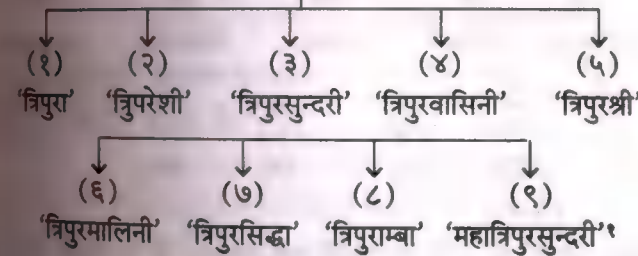 (१) (२) (३) (४) (५)
'त्रिपुरा' 'त्रिुपरेशी' 'त्रिपुरसुन्दरी' 'त्रिपुरवासिनी' 'त्रिपुरश्री'
(६) (७) (८) (९)
'त्रिपुरमालिनी' 'त्रिपुरसिद्धा' 'त्रिपुराम्बा' 'महात्रिपुरसुन्दरी'१